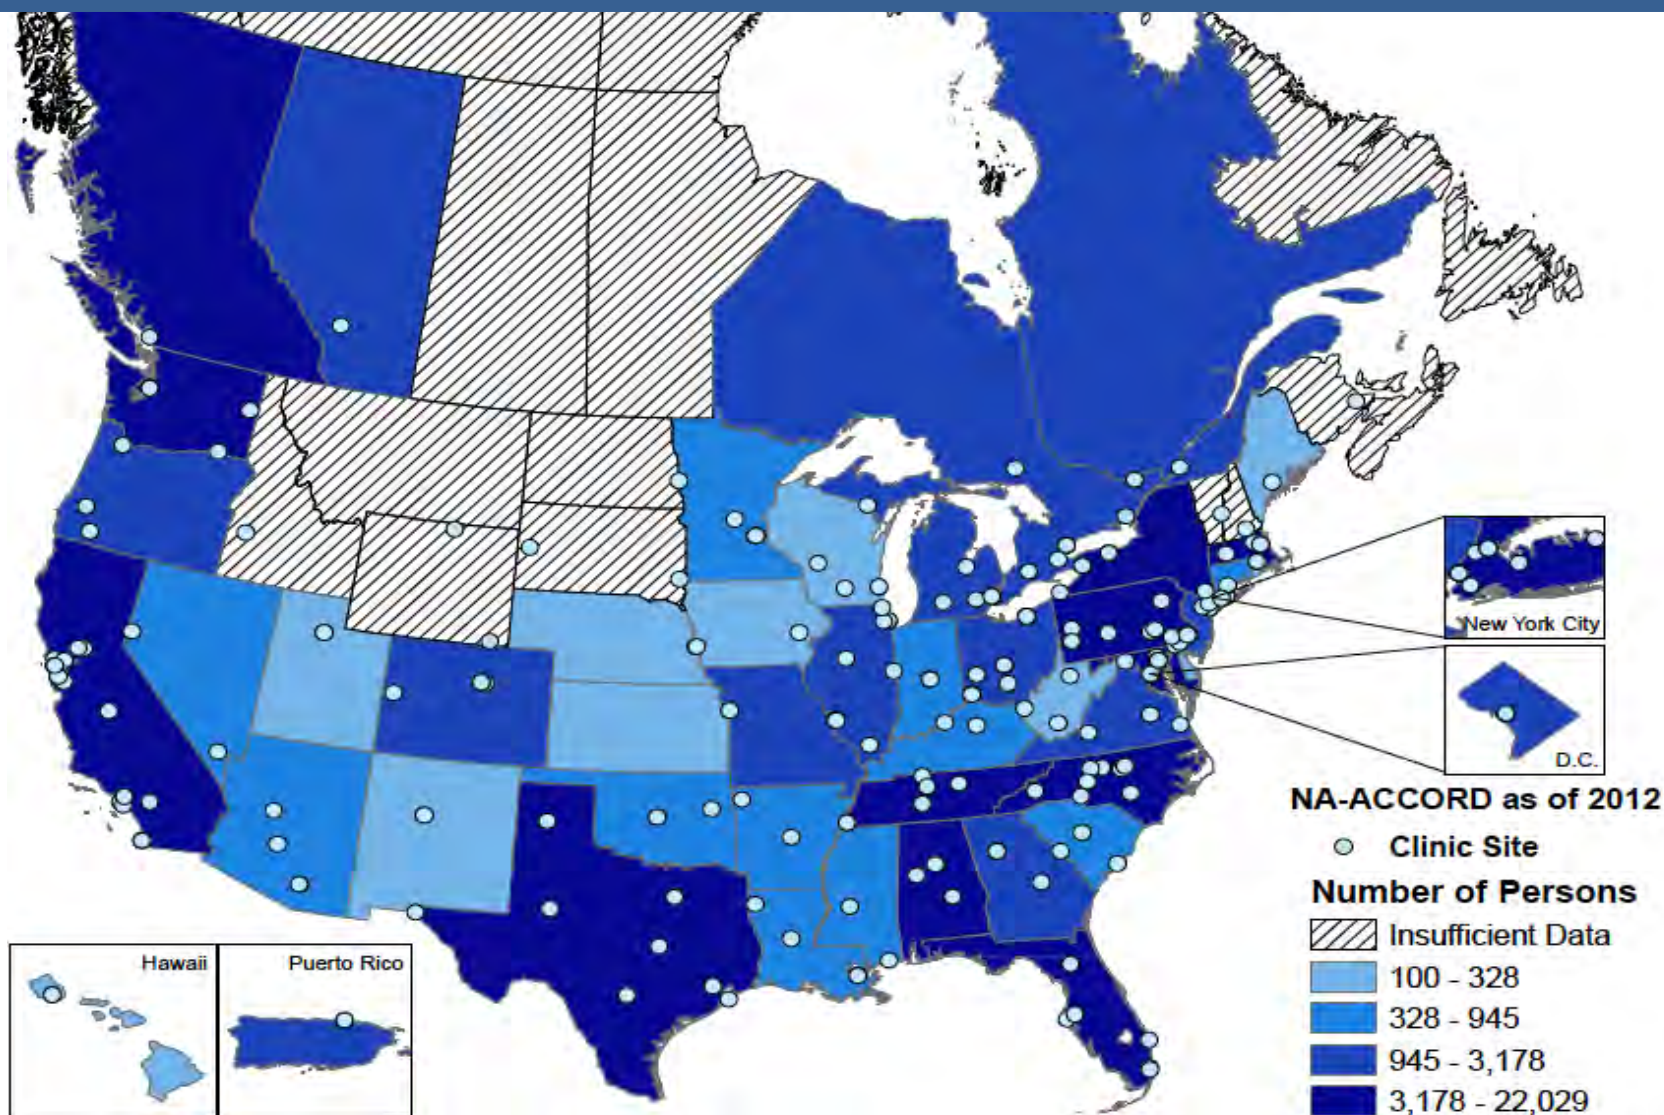 New York City
D.C.
NA-ACCORD as of 2012
Clinic Site
Number of Persons
Insufficient Data
100 - 328
328 - 945
945 - 3,178
3,178 - 22,029
Hawaii
Puerto Rico